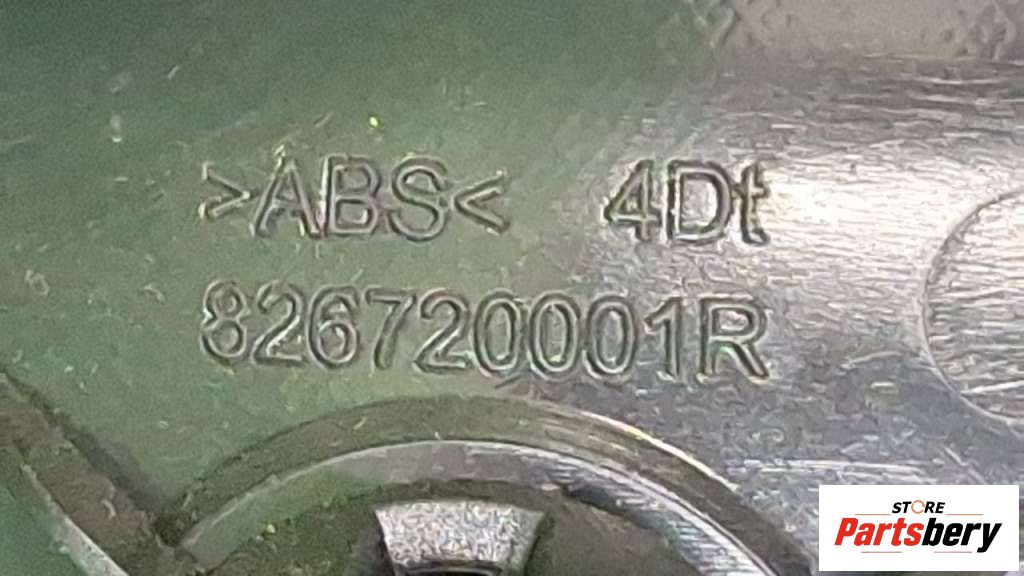 >ABS< 4Dt
826720001R
STORE
Partsbery